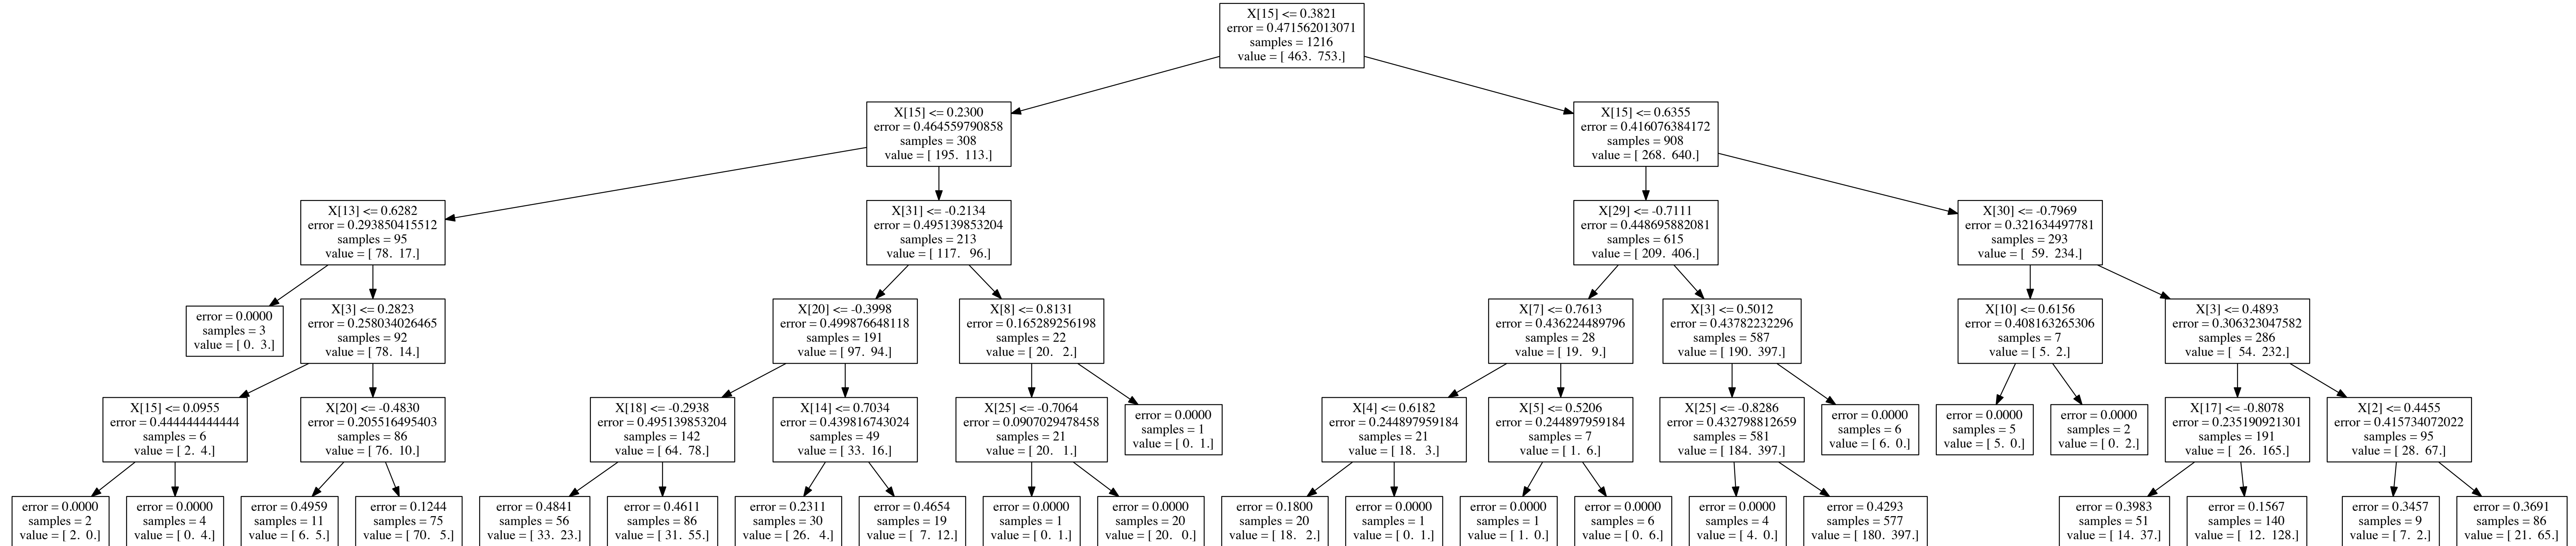 X[15] <= 0.3821
error = 0.471562013071
samples = 1216
value = [ 463.  753.]
X[15] <= 0.2300
error = 0.464559790858
samples = 308
value = [ 195.  113.]
X[15] <= 0.6355
error = 0.416076384172
samples = 908
value = [ 268.  640.]
X[13] <= 0.6282
error = 0.293850415512
samples = 95
value = [ 78.  17.]
X[31] <= -0.2134
error = 0.495139853204
samples = 213
value = [ 117.   96.]
X[29] <= -0.7111
error = 0.448695882081
samples = 615
value = [ 209.  406.]
X[30] <= -0.7969
error = 0.321634497781
samples = 293
value = [  59.  234.]
error = 0.0000
samples = 3
value = [ 0.  3.]
X[3] <= 0.2823
error = 0.258034026465
samples = 92
value = [ 78.  14.]
X[20] <= -0.3998
error = 0.499876648118
samples = 191
value = [ 97.  94.]
X[8] <= 0.8131
error = 0.165289256198
samples = 22
value = [ 20.   2.]
X[7] <= 0.7613
error = 0.436224489796
samples = 28
value = [ 19.   9.]
X[3] <= 0.5012
error = 0.43782232296
samples = 587
value = [ 190.  397.]
X[10] <= 0.6156
error = 0.408163265306
samples = 7
value = [ 5.  2.]
X[3] <= 0.4893
error = 0.306323047582
samples = 286
value = [  54.  232.]
X[15] <= 0.0955
error = 0.444444444444
samples = 6
value = [ 2.  4.]
X[20] <= -0.4830
error = 0.205516495403
samples = 86
value = [ 76.  10.]
X[18] <= -0.2938
error = 0.495139853204
samples = 142
value = [ 64.  78.]
X[14] <= 0.7034
error = 0.439816743024
samples = 49
value = [ 33.  16.]
X[25] <= -0.7064
error = 0.0907029478458
samples = 21
value = [ 20.   1.]
error = 0.0000
samples = 1
value = [ 0.  1.]
X[4] <= 0.6182
error = 0.244897959184
samples = 21
value = [ 18.   3.]
X[5] <= 0.5206
error = 0.244897959184
samples = 7
value = [ 1.  6.]
X[25] <= -0.8286
error = 0.432798812659
samples = 581
value = [ 184.  397.]
error = 0.0000
samples = 6
value = [ 6.  0.]
error = 0.0000
samples = 5
value = [ 5.  0.]
error = 0.0000
samples = 2
value = [ 0.  2.]
X[17] <= -0.8078
error = 0.235190921301
samples = 191
value = [  26.  165.]
X[2] <= 0.4455
error = 0.415734072022
samples = 95
value = [ 28.  67.]
error = 0.0000
samples = 2
value = [ 2.  0.]
error = 0.0000
samples = 4
value = [ 0.  4.]
error = 0.4959
samples = 11
value = [ 6.  5.]
error = 0.1244
samples = 75
value = [ 70.   5.]
error = 0.4841
samples = 56
value = [ 33.  23.]
error = 0.4611
samples = 86
value = [ 31.  55.]
error = 0.2311
samples = 30
value = [ 26.   4.]
error = 0.4654
samples = 19
value = [  7.  12.]
error = 0.0000
samples = 1
value = [ 0.  1.]
error = 0.0000
samples = 20
value = [ 20.   0.]
error = 0.1800
samples = 20
value = [ 18.   2.]
error = 0.0000
samples = 1
value = [ 0.  1.]
error = 0.0000
samples = 1
value = [ 1.  0.]
error = 0.0000
samples = 6
value = [ 0.  6.]
error = 0.0000
samples = 4
value = [ 4.  0.]
error = 0.4293
samples = 577
value = [ 180.  397.]
error = 0.3983
samples = 51
value = [ 14.  37.]
error = 0.1567
samples = 140
value = [  12.  128.]
error = 0.3457
samples = 9
value = [ 7.  2.]
error = 0.3691
samples = 86
value = [ 21.  65.]